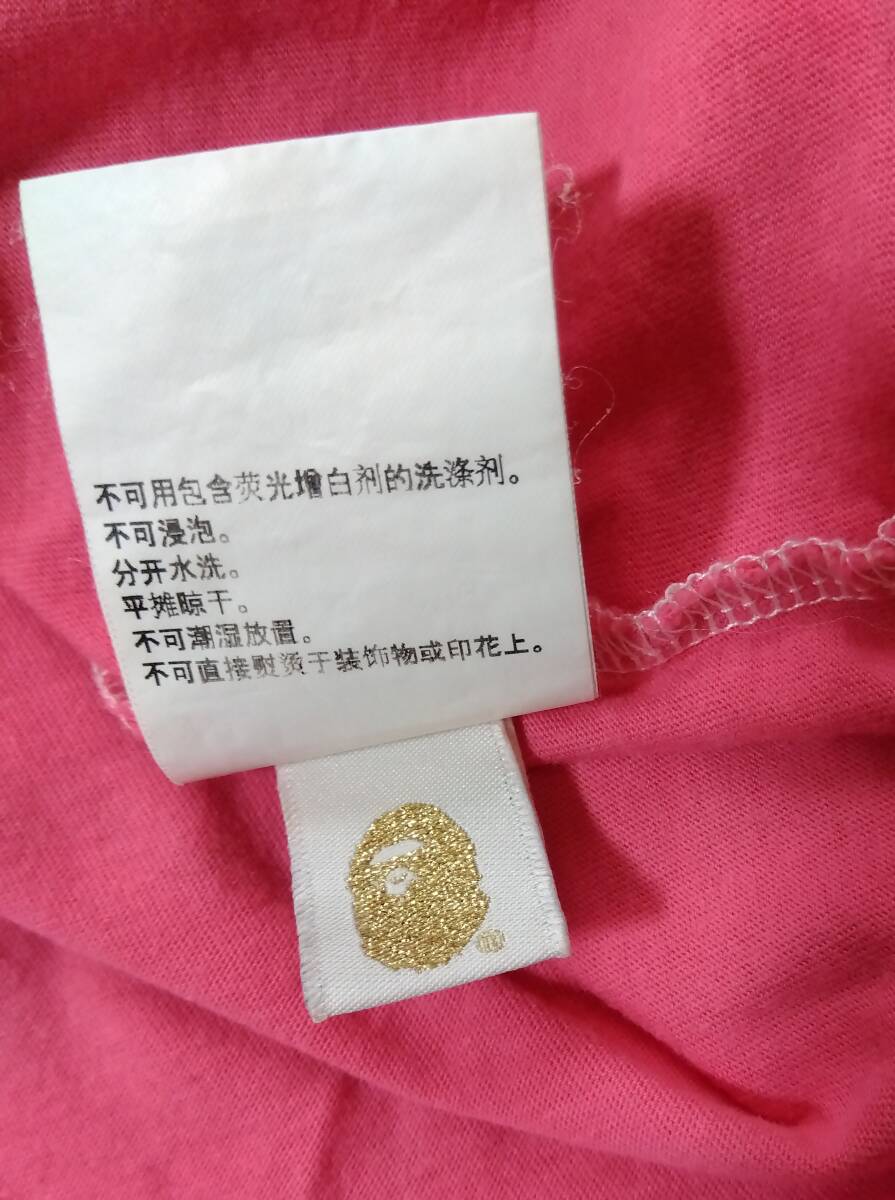 不可用包含荧光增白剂的洗涤剂。
不可浸泡。
分开水洗。
平摊晾干。
不可潮湿放置。
不可直接熨烫于装饰物或印花上。